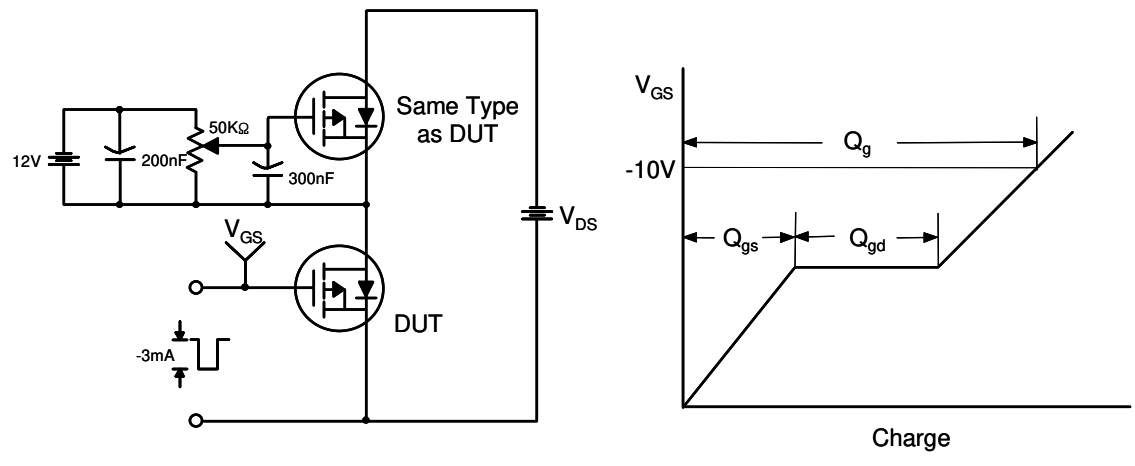 Same Type
as DUT
50KΩ
12V
200nF
300nF
V_GS
V_DS
DUT
-3mA
V_GS
Q_g
-10V
Q_gs
Q_gd
Charge